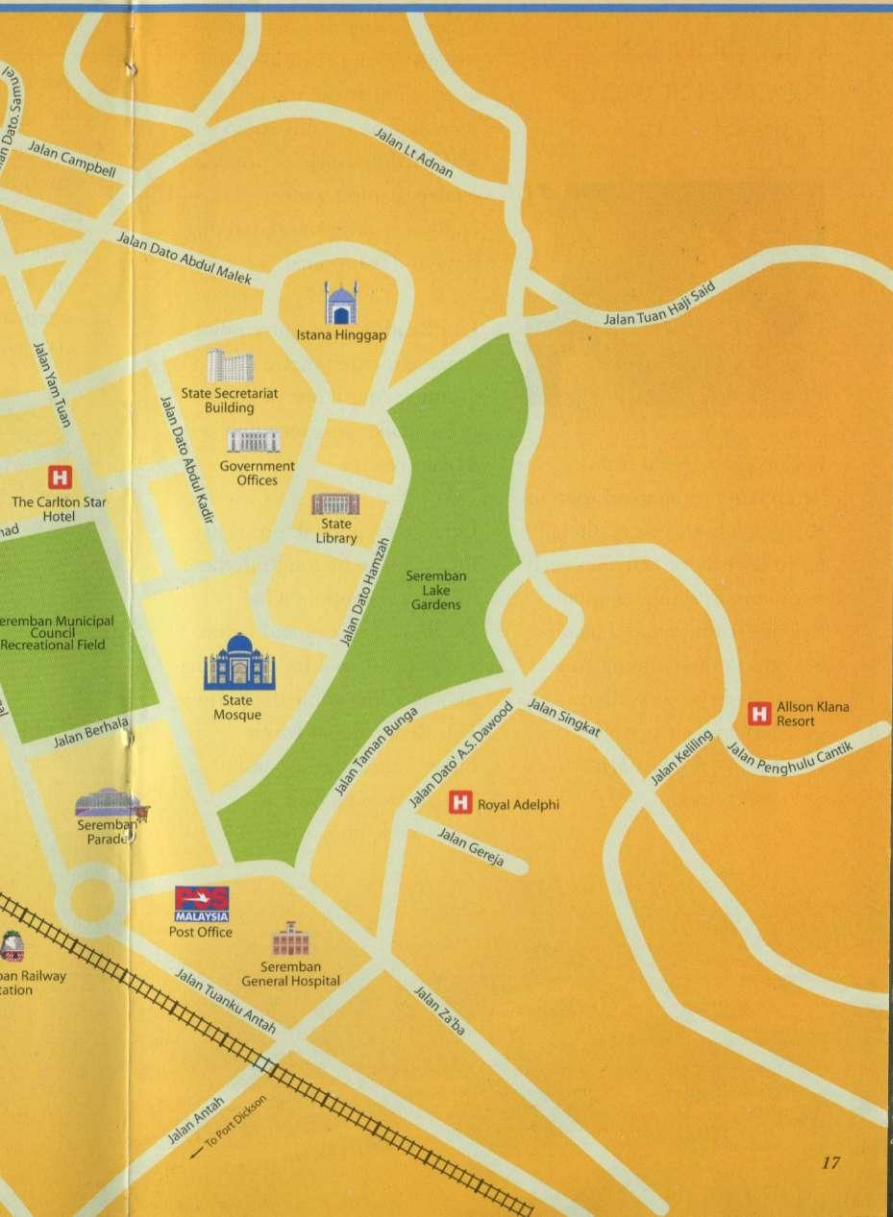 Jalan Dato. Samuel
Jalan Campbell
Jalan Lt Adnan
Jalan Dato Abdul Malek
Jalan Tuan Haji Said
Istana Hinggap
Jalan Yam Tuan
State Secretariat
Building
Jalan Dato Abdul Kadir
Government
Offices
H
The Carlton Star
Hotel
State
Library
Jalan Dato Hamzah
Seremban
Lake
Gardens
eremban Municipal
Council
Recreational Field
State
Mosque
Jalan Berhala
Jalan Taman Bunga
Jalan Dato' A.S. Dawood
Jalan Singkat
H
Allson Klana
Resort
Jalan Keliling
Jalan Penghulu Cantik
H
Royal Adelphi
Jalan Gereja
Seremban
Parade
POS
MALAYSIA
Post Office
Seremban
General Hospital
ban Railway
tation
Jalan Tuanku Antah
Jalan Za'ba
Jalan Antah
To Port Dickson
17